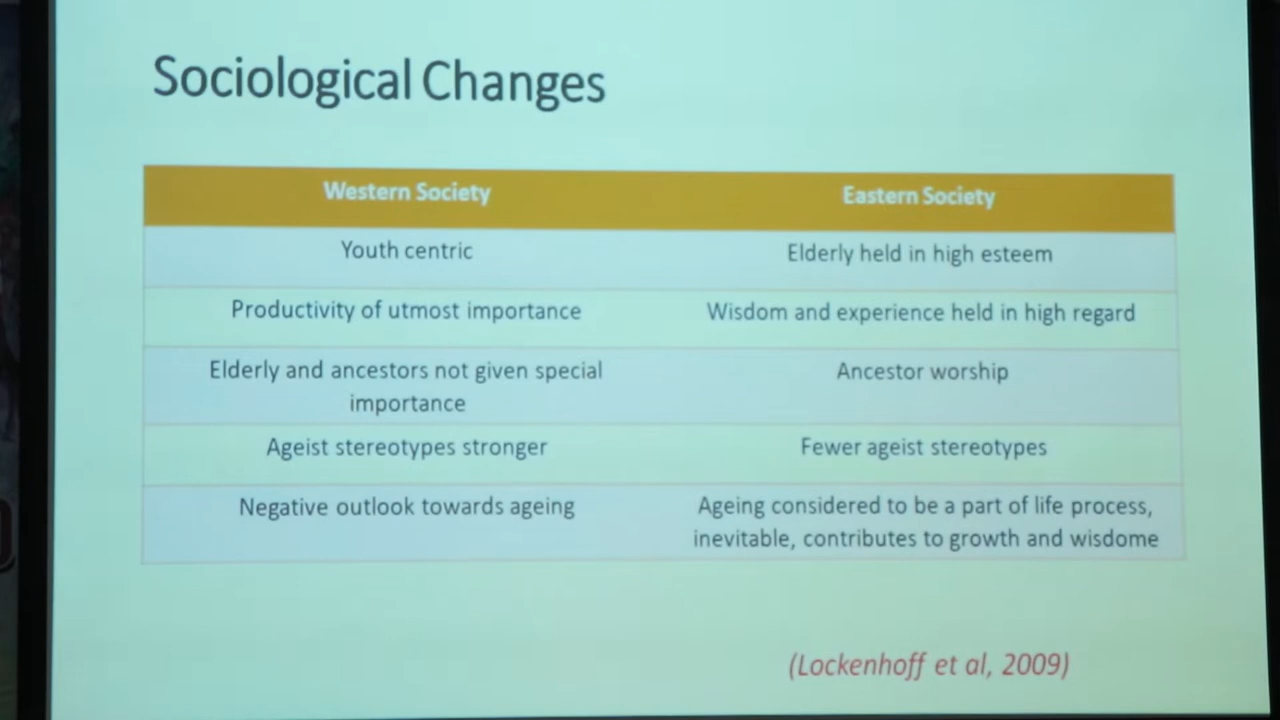 Sociological Changes
Western Society
Eastern Society
Youth centric
Elderly held in high esteem
Productivity of utmost importance
Wisdom and experience held in high regard
Elderly and ancestors not given special
importance
Ancestor worship
Ageist stereotypes stronger
Fewer ageist stereotypes
Negative outlook towards ageing
Ageing considered to be a part of life process,
inevitable, contributes to growth and wisdome
(Lockenhoff et al, 2009)